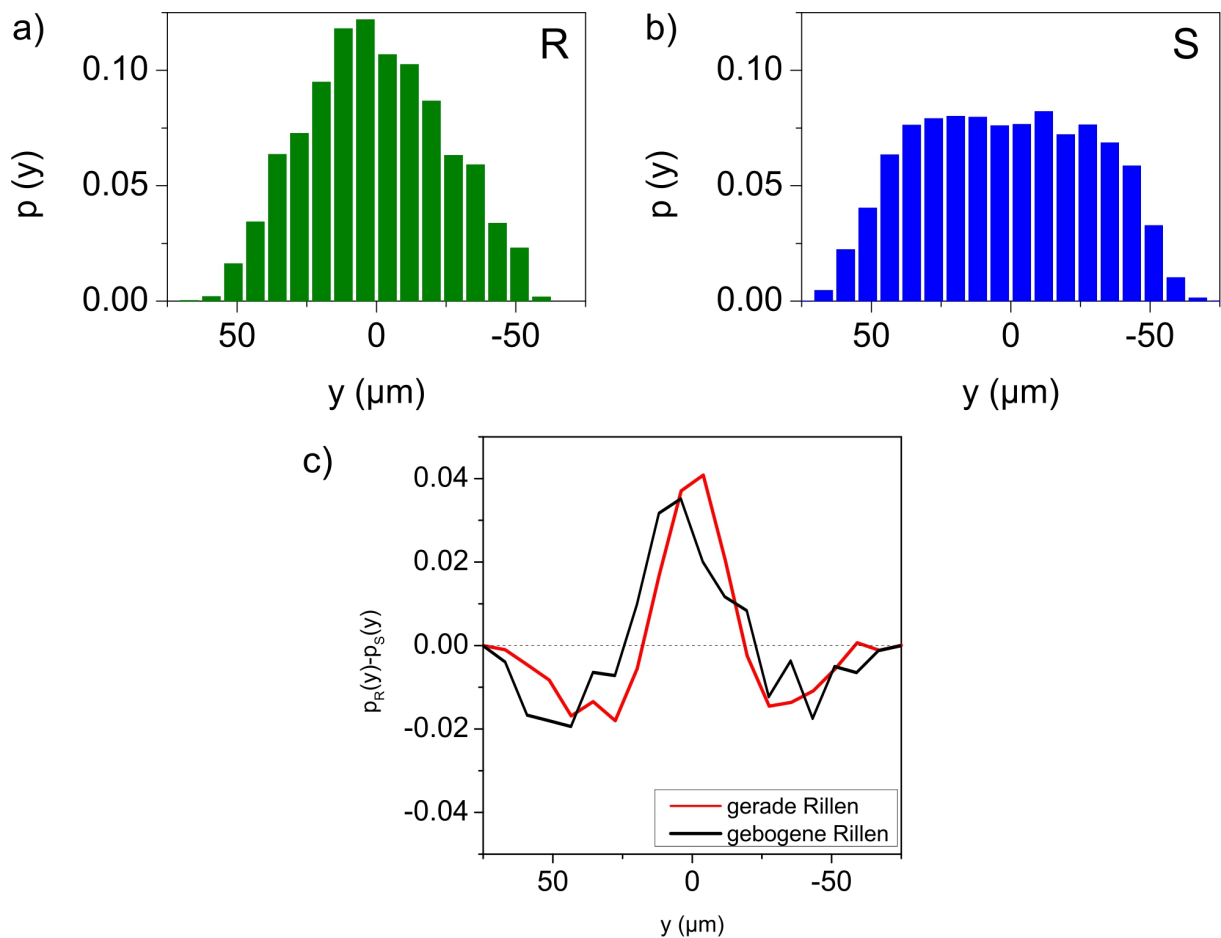 a)
R
p (y)
0.10
0.05
0.00
50 0 -50
y (µm)
b)
S
p (y)
0.10
0.05
0.00
50 0 -50
y (µm)
c)
p_R(y)-p_S(y)
0.04
0.02
0.00
-0.02
-0.04
gerade Rillen
gebogene Rillen
50 0 -50
y (µm)